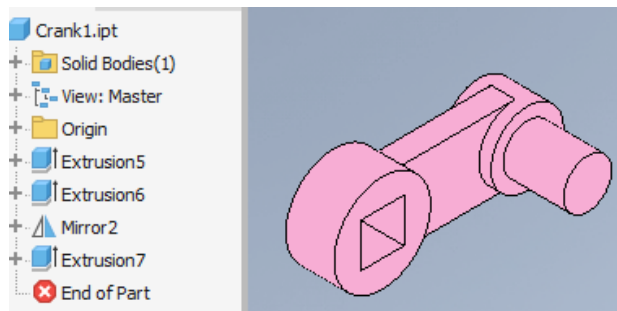 Crank1.ipt
Solid Bodies(1)
View: Master
Origin
Extrusion5
Extrusion6
Mirror2
Extrusion7
End of Part